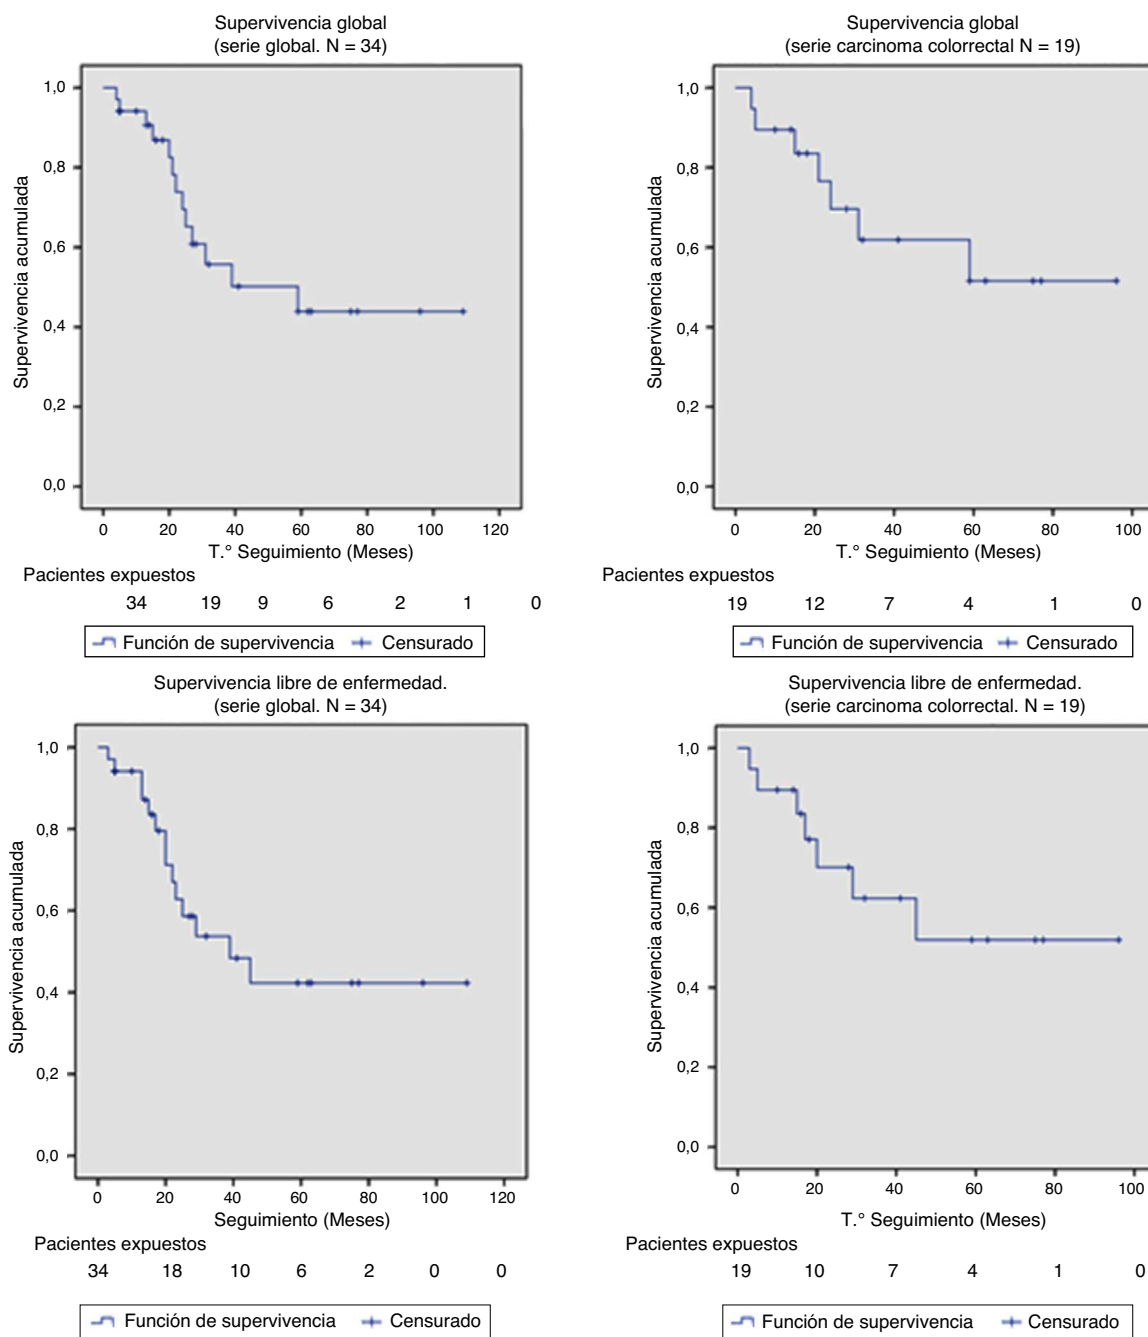 Supervivencia global
(serie global. N = 34)
1,0
0,8
0,6
0,4
0,2
0,0
Supervivencia acumulada
0 20 40 60 80 100 120
T.° Seguimiento (Meses)
Pacientes expuestos
34 19 9 6 2 1 0
Función de supervivencia Censurado
Supervivencia global
(serie carcinoma colorrectal N = 19)
1,0
0,8
0,6
0,4
0,2
0,0
Supervivencia acumulada
0 20 40 60 80 100
T.° Seguimiento (Meses)
Pacientes expuestos
19 12 7 4 1 0
Función de supervivencia Censurado
Supervivencia libre de enfermedad.
(serie global. N = 34)
1,0
0,8
0,6
0,4
0,2
0,0
Supervivencia acumulada
0 20 40 60 80 100 120
Seguimiento (Meses)
Pacientes expuestos
34 18 10 6 2 0 0
Función de supervivencia Censurado
Supervivencia libre de enfermedad.
(serie carcinoma colorrectal. N = 19)
1,0
0,8
0,6
0,4
0,2
0,0
Supervivencia acumulada
0 20 40 60 80 100
T.° Seguimiento (Meses)
Pacientes expuestos
19 10 7 4 1 0
Función de supervivencia Censurado